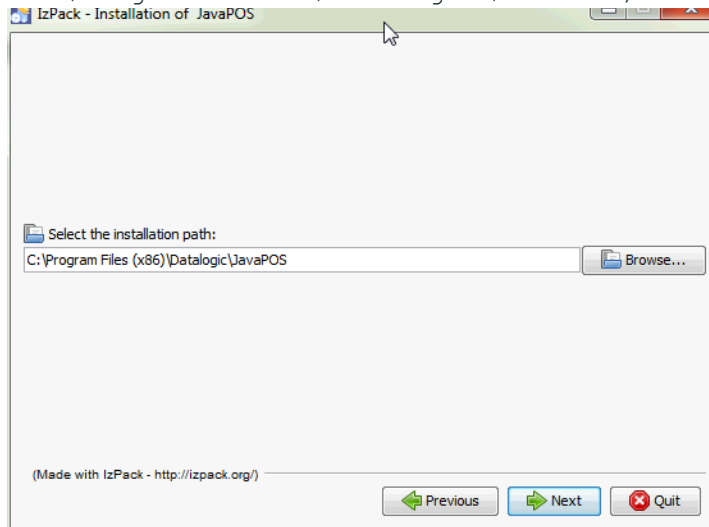 IzPack - Installation of JavaPOS
Select the installation path:
C:\Program Files (x86)\Datalogic\JavaPOS
Browse...
(Made with IzPack - http://izpack.org/)
Previous
Next
Quit